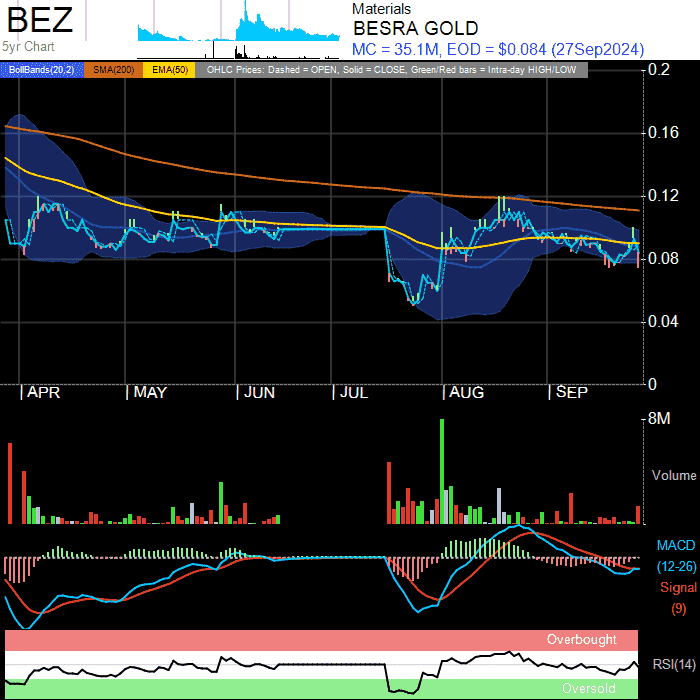 BEZ
5yr Chart
Materials
BESRA GOLD
MC = 35.1M, EOD = $0.084 (27Sep2024)
BollBands(20,2) SMA(200) EMA(50) OHLC Prices: Dashed = OPEN, Solid = CLOSE, Green/Red bars = Intra-day HIGH/LOW
0.2
0.16
0.12
0.08
0.04
0
APR MAY JUN JUL AUG SEP
8M
Volume
MACD
(12-26)
Signal
(9)
Overbought
RSI(14)
Oversold